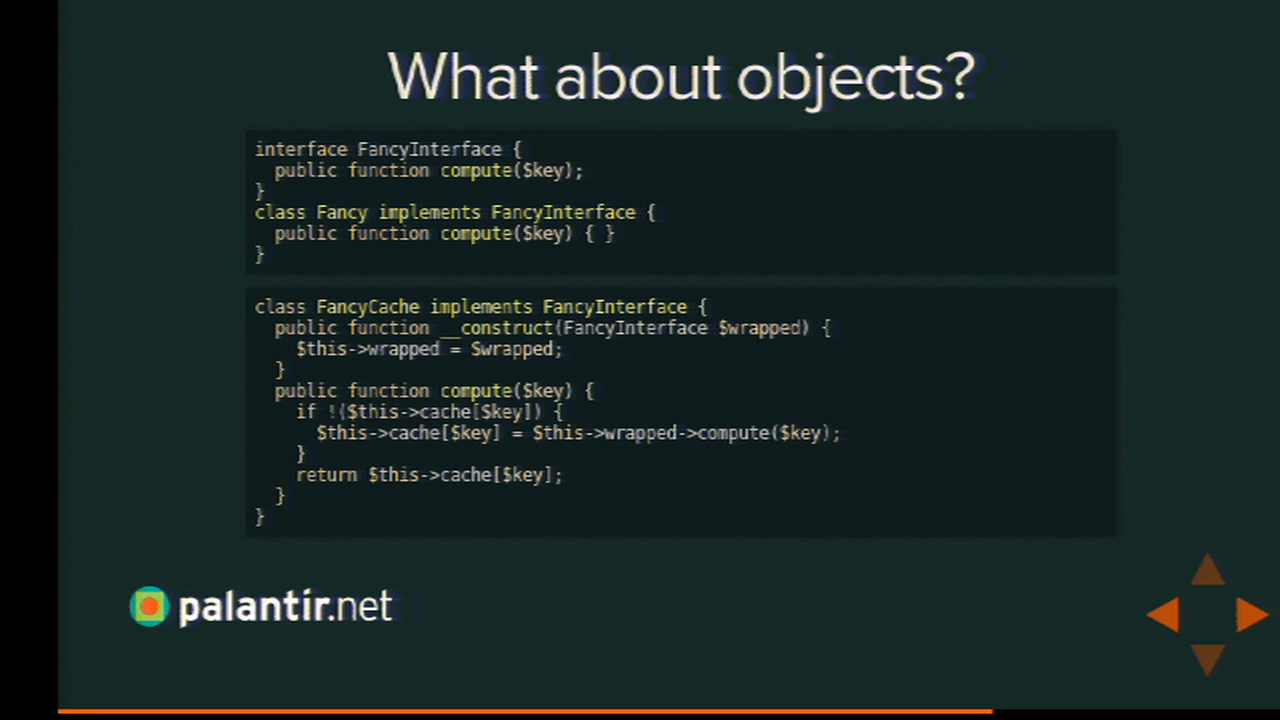 What about objects?
interface FancyInterface {
  public function compute($key);
}
class Fancy implements FancyInterface {
  public function compute($key) { }
}
class FancyCache implements FancyInterface {
  public function __construct(FancyInterface $wrapped) {
    $this->wrapped = $wrapped;
  }
  public function compute($key) {
    if !($this->cache[$key]) {
      $this->cache[$key] = $this->wrapped->compute($key);
    }
    return $this->cache[$key];
  }
}
palantir.net